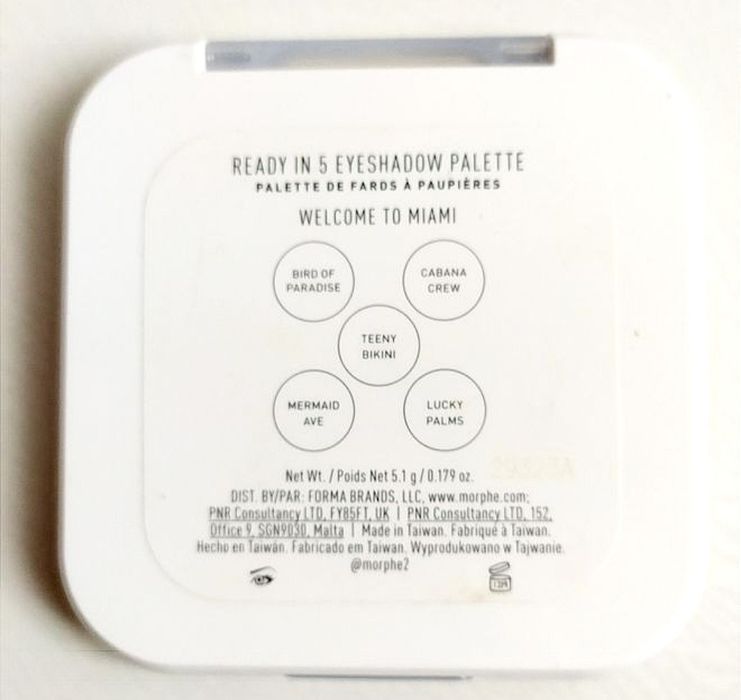 READY IN 5 EYESHADOW PALETTE
PALETTE DE FARDS À PAUPIÈRES
WELCOME TO MIAMI
BIRD OF
PARADISE
CABANA
CREW
TEENY
BIKINI
MERMAID
AVE
LUCKY
PALMS
Net Wt. / Poids Net 5.1 g / 0.179 oz.
DIST. BY/PAR: FORMA BRANDS, LLC, www.morphe.com;
PNR Consultancy LTD, FY85FT, UK | PNR Consultancy LTD, 152,
Office 9, SGN9030, Malta | Made in Taiwan. Fabriqué à Taiwan.
Hecho en Taiwán. Fabricado em Taiwan. Wyprodukowano w Tajwanie.
@morphe2